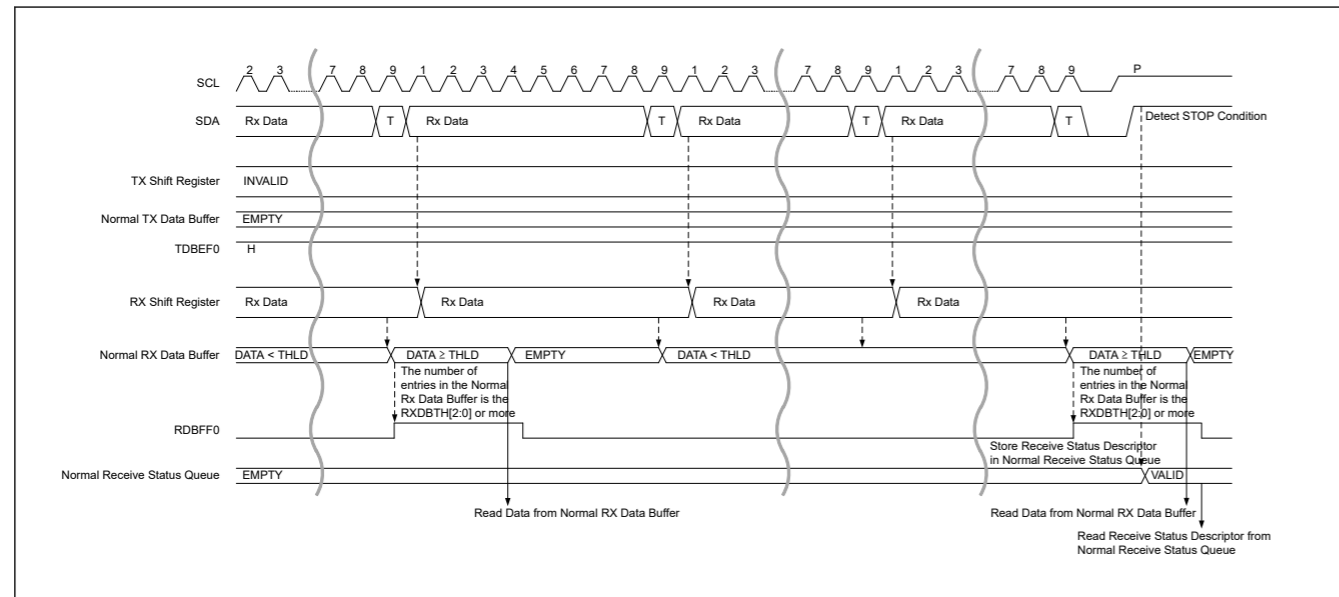 SCL 2 3 7 8 9 1 2 3 4 5 6 7 8 9 1 2 3 7 8 9 1 2 3 7 8 9 P
SDA Rx Data T Rx Data T Rx Data T Rx Data T Detect STOP Condition
TX Shift Register INVALID
Normal TX Data Buffer EMPTY
TDBEF0 H
RX Shift Register Rx Data Rx Data Rx Data Rx Data
Normal RX Data Buffer DATA < THLD DATA ≥ THLD EMPTY DATA < THLD DATA ≥ THLD EMPTY
The number of
entries in the Normal
Rx Data Buffer is the
RXDBTH[2:0] or more
The number of
entries in the Normal
Rx Data Buffer is the
RXDBTH[2:0] or more
RDBFF0
Store Receive Status Descriptor
in Normal Receive Status Queue
Normal Receive Status Queue EMPTY VALID
Read Data from Normal RX Data Buffer Read Data from Normal RX Data Buffer
Read Receive Status Descriptor from
Normal Receive Status Queue